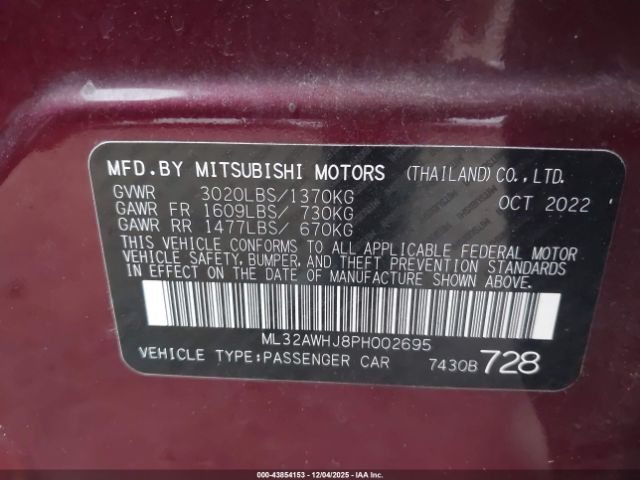 MFD.BY MITSUBISHI MOTORS (THAILAND) CO.,LTD.
GVWR 3020LBS/1370KG OCT 2022
GAWR FR 1609LBS/ 730KG
GAWR RR 1477LBS/ 670KG
THIS VEHICLE CONFORMS TO ALL APPLICABLE FEDERAL MOTOR
VEHICLE SAFETY, BUMPER, AND THEFT PREVENTION STANDARDS
IN EFFECT ON THE DATE OF MANUFACTURE SHOWN ABOVE.
ML32AWHJ8PH002695
VEHICLE TYPE:PASSENGER CAR 7430B 728
000-43854153 - 12/04/2025 - IAAI Inc.